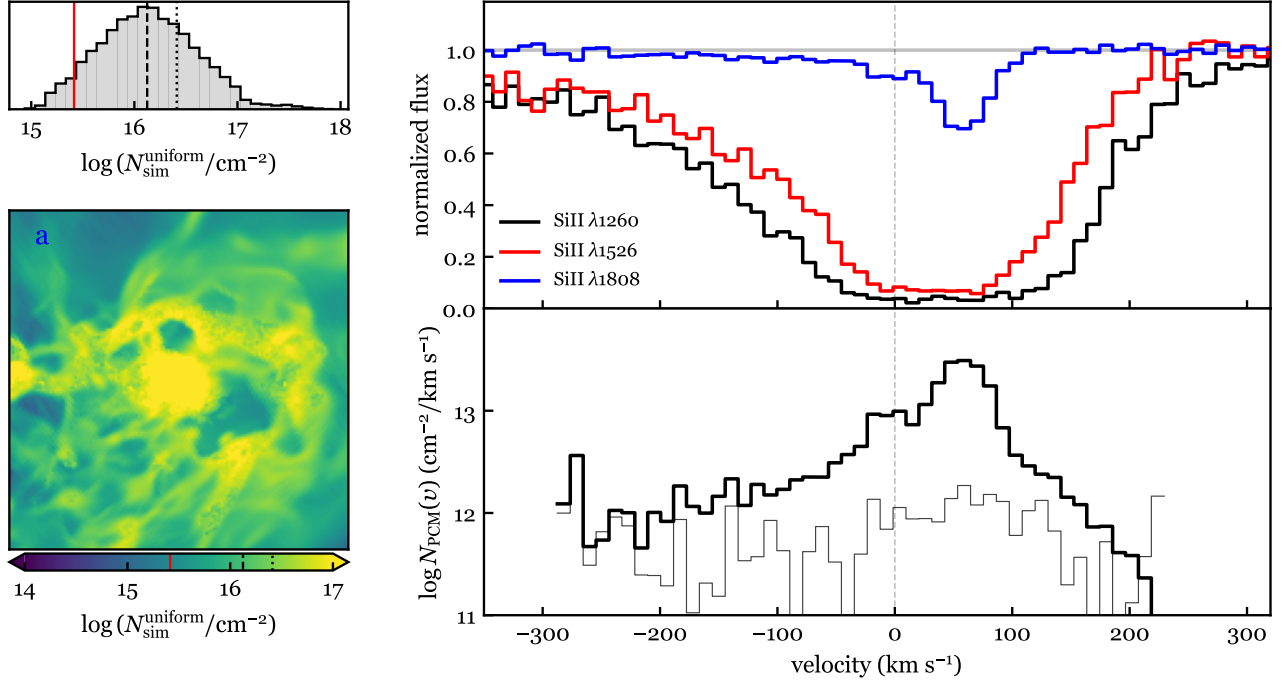 15 16 17 18
log (N_sim^uniform/cm⁻²)
a
14 15 16 17
log (N_sim^uniform/cm⁻²)
normalized flux
1.0
0.8
0.6
0.4
0.2
0.0
SiII λ1260
SiII λ1526
SiII λ1808
log N_PCM(υ) (cm⁻²/km s⁻¹)
13
12
11
−300 −200 −100 0 100 200 300
velocity (km s⁻¹)